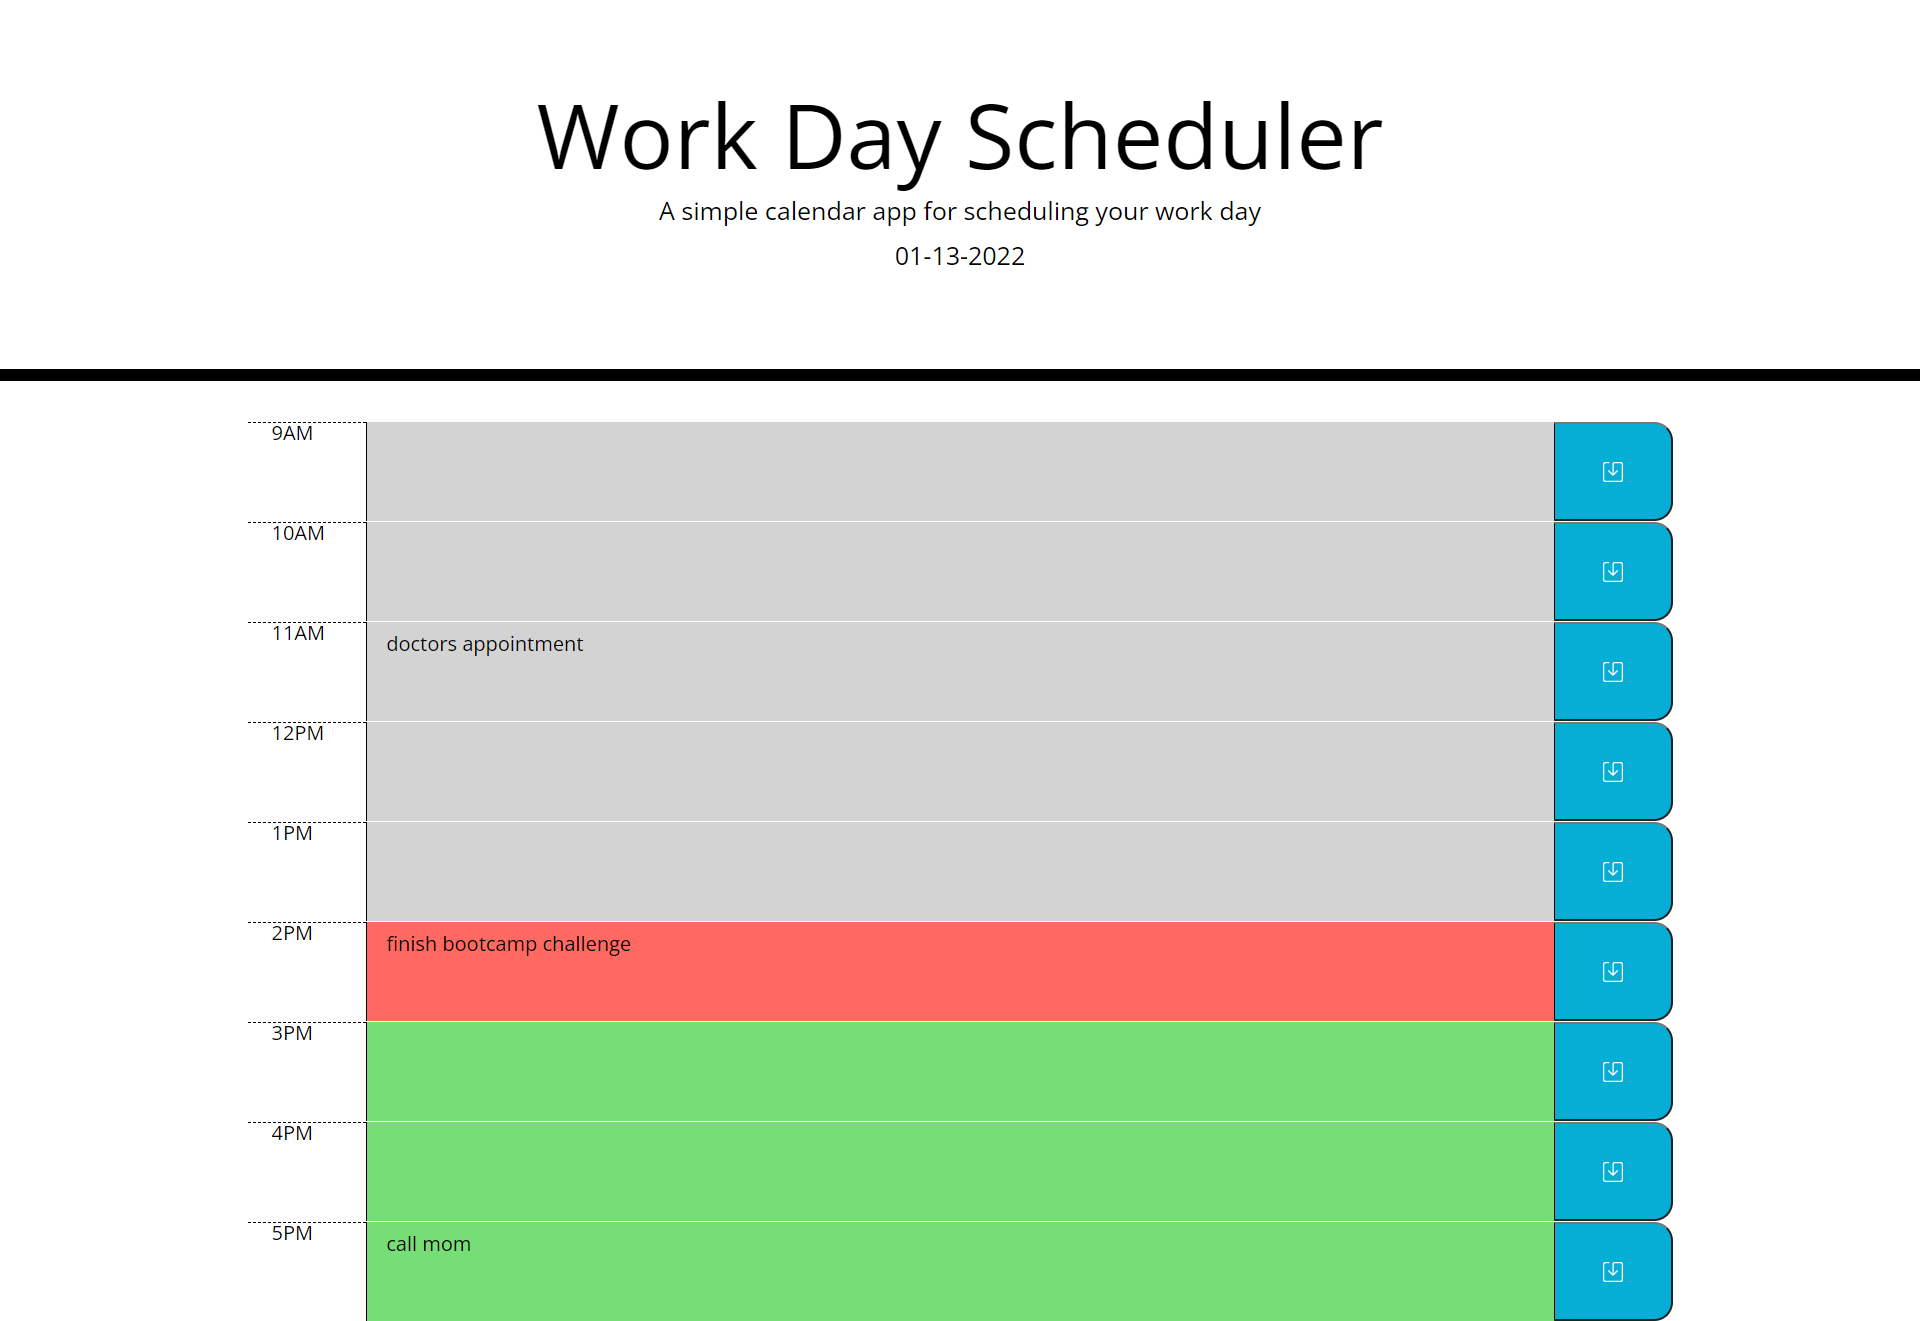 Work Day Scheduler
A simple calendar app for scheduling your work day
01-13-2022
9AM
10AM
11AM
doctors appointment
12PM
1PM
2PM
finish bootcamp challenge
3PM
4PM
5PM
call mom